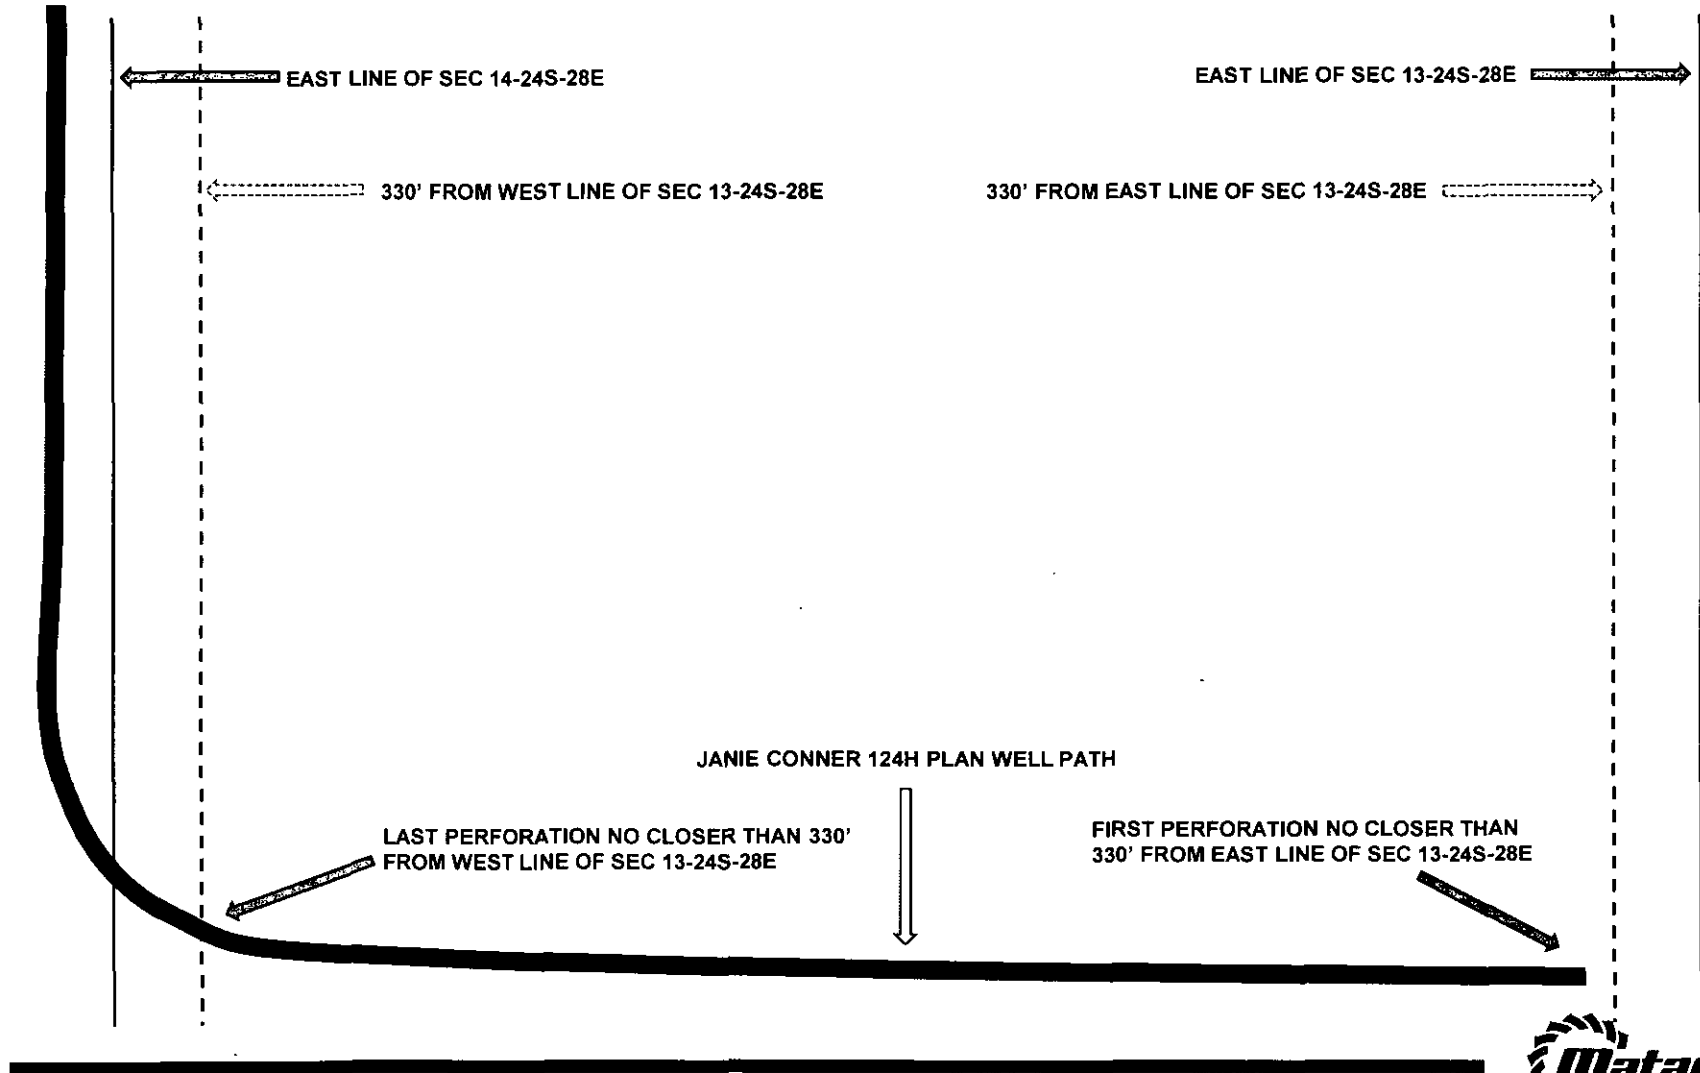 EAST LINE OF SEC 14-24S-28E
EAST LINE OF SEC 13-24S-28E
330' FROM WEST LINE OF SEC 13-24S-28E
330' FROM EAST LINE OF SEC 13-24S-28E
JANIE CONNER 124H PLAN WELL PATH
LAST PERFORATION NO CLOSER THAN 330'
FROM WEST LINE OF SEC 13-24S-28E
FIRST PERFORATION NO CLOSER THAN
330' FROM EAST LINE OF SEC 13-24S-28E